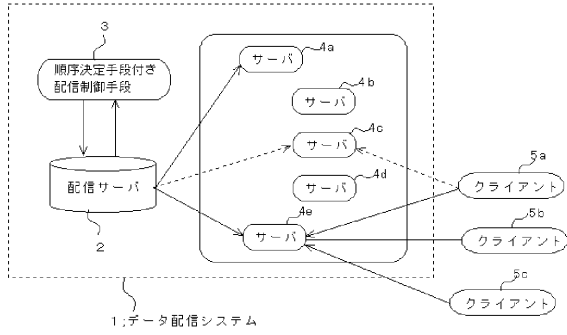 3
順序決定手段付き
配信制御手段
配信サーバ
2
4a
サーバ
4b
サーバ
4c
サーバ
4d
サーバ
4e
サーバ
5a
クライアント
5b
クライアント
5c
クライアント
1;データ配信システム